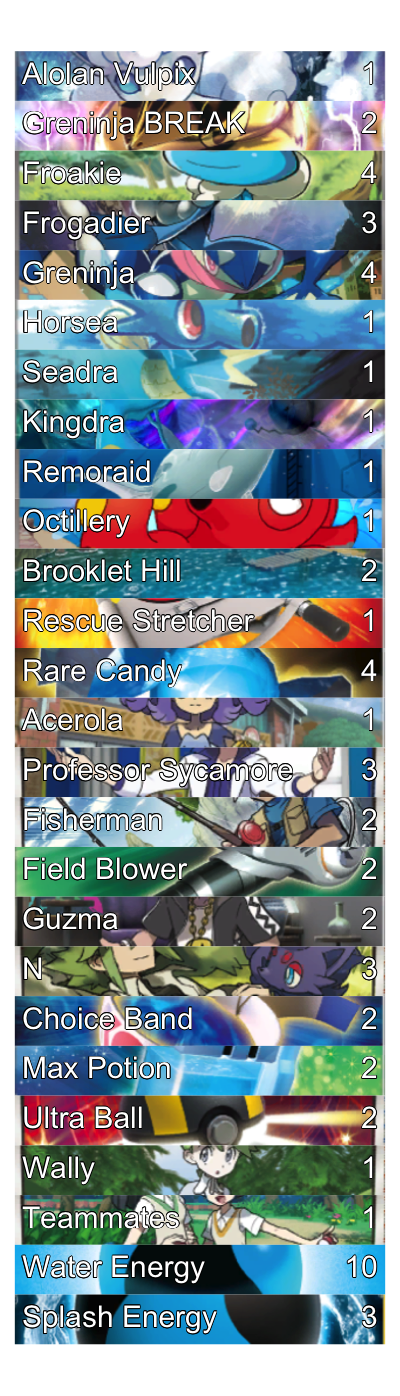 Alolan Vulpix 1
Greninja BREAK 2
Froakie 4
Frogadier 3
Greninja 4
Horsea 1
Seadra 1
Kingdra 1
Remoraid 1
Octillery 1
Brooklet Hill 2
Rescue Stretcher 1
Rare Candy 4
Acerola 1
Professor Sycamore 3
Fisherman 2
Field Blower 2
Guzma 2
N 3
Choice Band 2
Max Potion 2
Ultra Ball 2
Wally 1
Teammates 1
Water Energy 10
Splash Energy 3